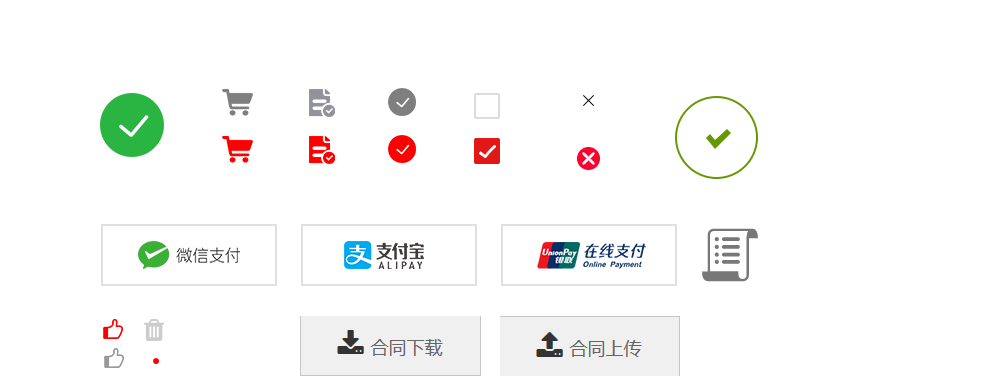 微信支付
支 支付宝
ALIPAY
UnionPay
银联
在线支付
Online Payment
合同下载
合同上传